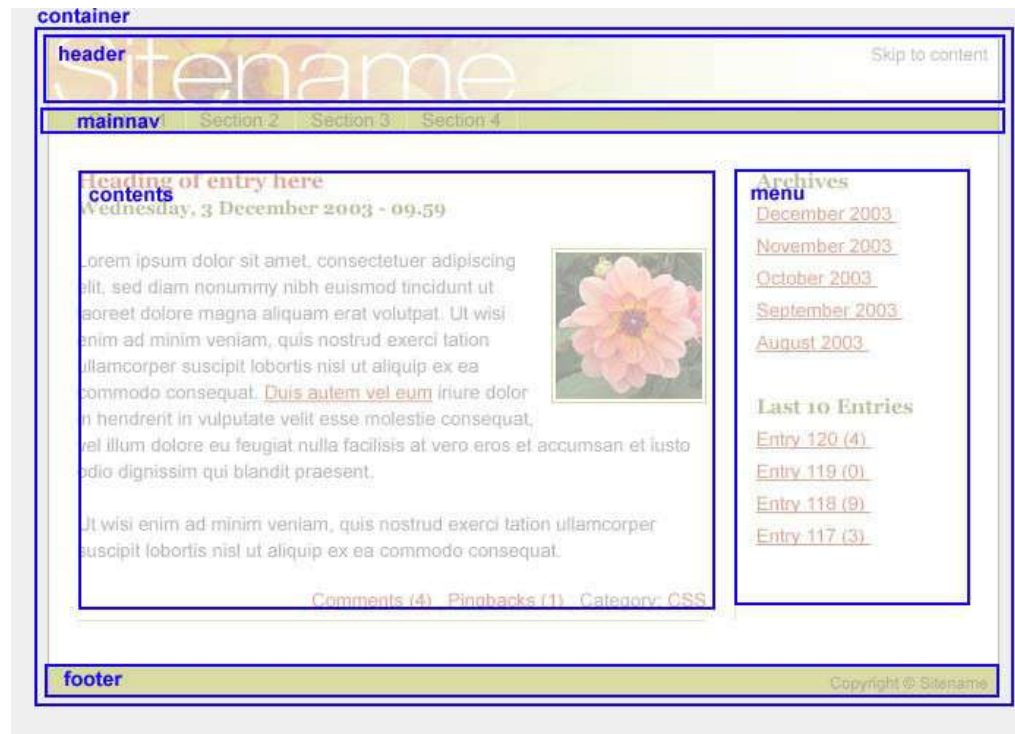 container
header
Sitename
Skip to content
mainnav
Section 2 Section 3 Section 4
contents
Heading of entry here
Wednesday, 3 December 2003 - 09.59
Lorem ipsum dolor sit amet, consectetuer adipiscing
elit, sed diam nonummy nibh euismod tincidunt ut
laoreet dolore magna aliquam erat volutpat. Ut wisi
enim ad minim veniam, quis nostrud exerci tation
ullamcorper suscipit lobortis nisl ut aliquip ex ea
commodo consequat. Duis autem vel eum iriure dolor
in hendrerit in vulputate velit esse molestie consequat,
vel illum dolore eu feugiat nulla facilisis at vero eros et accumsan et iusto
odio dignissim qui blandit praesent.
Ut wisi enim ad minim veniam, quis nostrud exerci tation ullamcorper
suscipit lobortis nisl ut aliquip ex ea commodo consequat.
Comments (4) Pingbacks (1) Category: CSS
menu
Archives
December 2003
November 2003
October 2003
September 2003
August 2003
Last 10 Entries
Entry 120 (4)
Entry 119 (0)
Entry 118 (9)
Entry 117 (3)
footer
Copyright © Sitename